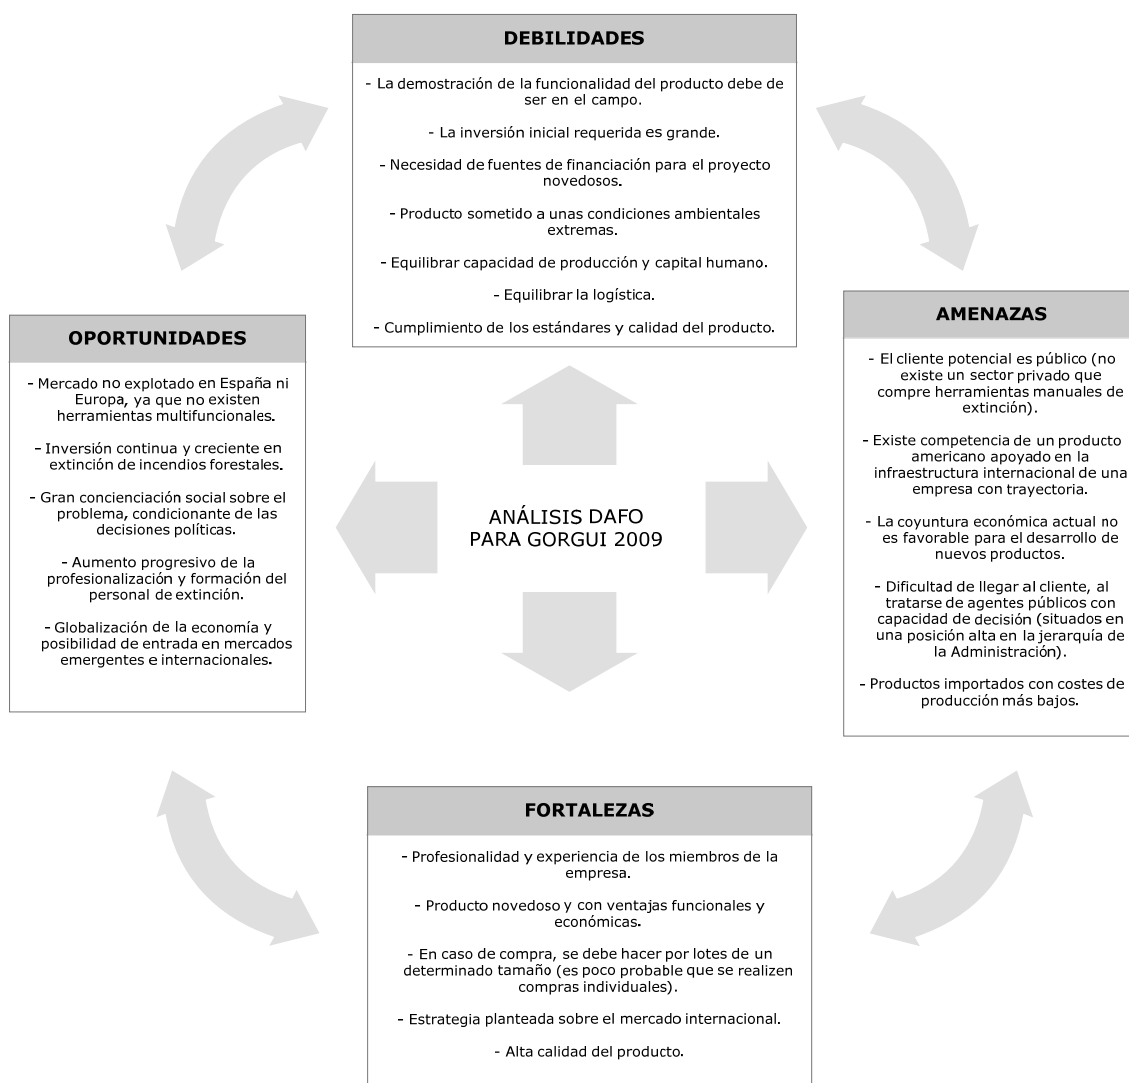 DEBILIDADES
- La demostración de la funcionalidad del producto debe de
ser en el campo.
- La inversión inicial requerida es grande.
- Necesidad de fuentes de financiación para el proyecto
novedosos.
- Producto sometido a unas condiciones ambientales
extremas.
- Equilibrar capacidad de producción y capital humano.
- Equilibrar la logística.
- Cumplimiento de los estándares y calidad del producto.
OPORTUNIDADES
- Mercado no explotado en España ni
Europa, ya que no existen
herramientas multifuncionales.
- Inversión continua y creciente en
extinción de incendios forestales.
- Gran concienciación social sobre el
problema, condicionante de las
decisiones políticas.
- Aumento progresivo de la
profesionalización y formación del
personal de extinción.
- Globalización de la economía y
posibilidad de entrada en mercados
emergentes e internacionales.
ANÁLISIS DAFO
PARA GORGUI 2009
AMENAZAS
- El cliente potencial es público (no
existe un sector privado que
compre herramientas manuales de
extinción).
- Existe competencia de un producto
americano apoyado en la
infraestructura internacional de una
empresa con trayectoria.
- La coyuntura económica actual no
es favorable para el desarrollo de
nuevos productos.
- Dificultad de llegar al cliente, al
tratarse de agentes públicos con
capacidad de decisión (situados en
una posición alta en la jerarquía de
la Administración).
- Productos importados con costes de
producción más bajos.
FORTALEZAS
- Profesionalidad y experiencia de los miembros de la
empresa.
- Producto novedoso y con ventajas funcionales y
económicas.
- En caso de compra, se debe hacer por lotes de un
determinado tamaño (es poco probable que se realizen
compras individuales).
- Estrategia planteada sobre el mercado internacional.
- Alta calidad del producto.